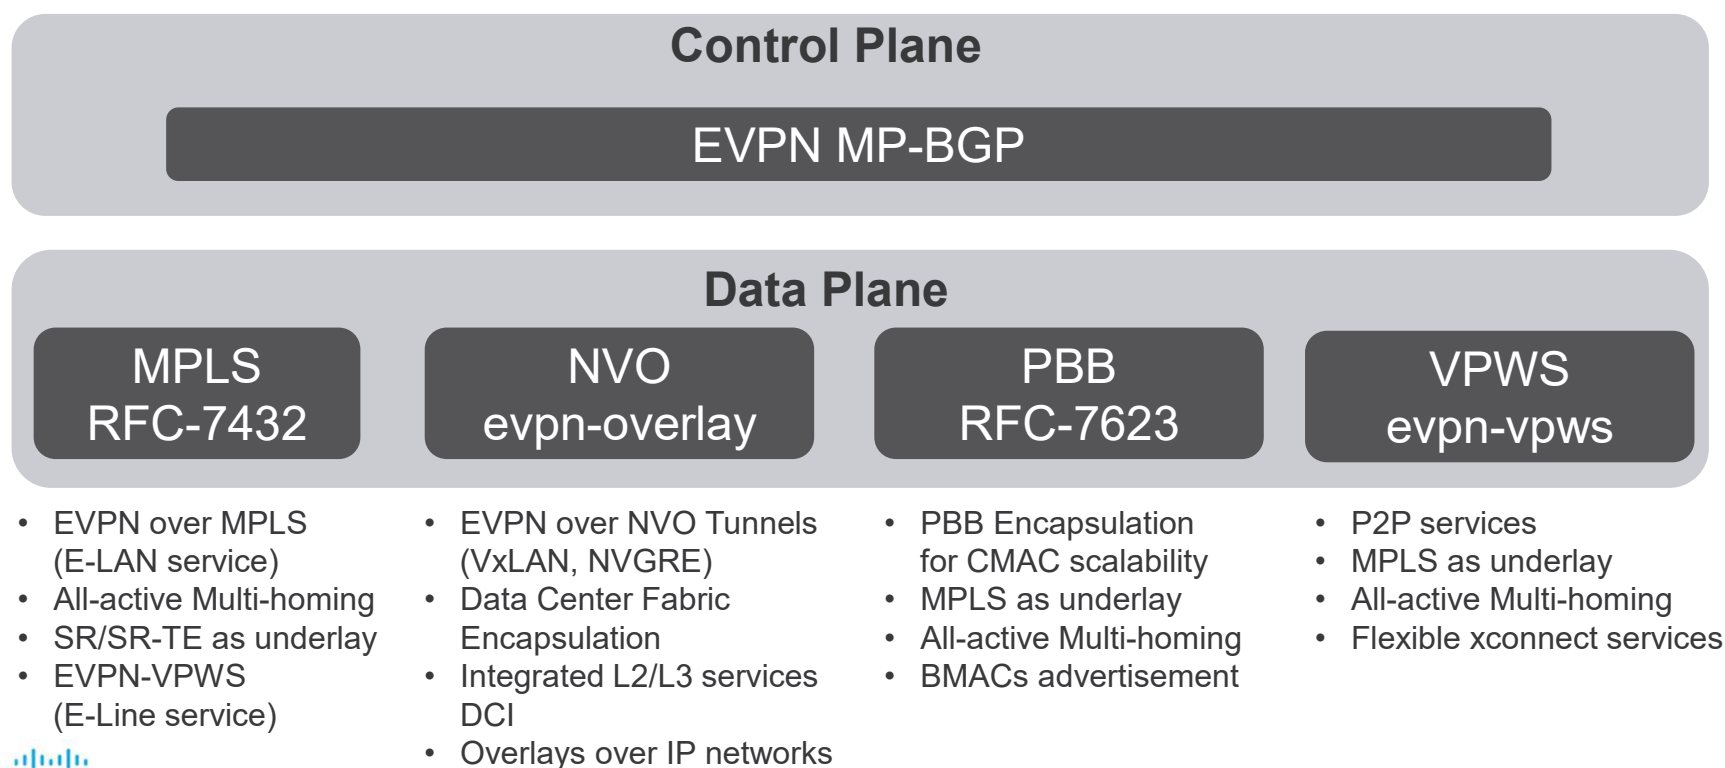 Control Plane
EVPN MP-BGP
Data Plane
MPLS
RFC-7432
NVO
evpn-overlay
PBB
RFC-7623
VPWS
evpn-vpws
• EVPN over MPLS
(E-LAN service)
• All-active Multi-homing
• SR/SR-TE as underlay
• EVPN-VPWS
(E-Line service)
• EVPN over NVO Tunnels
(VxLAN, NVGRE)
• Data Center Fabric
Encapsulation
• Integrated L2/L3 services
DCI
• Overlays over IP networks
• PBB Encapsulation
for CMAC scalability
• MPLS as underlay
• All-active Multi-homing
• BMACs advertisement
• P2P services
• MPLS as underlay
• All-active Multi-homing
• Flexible xconnect services